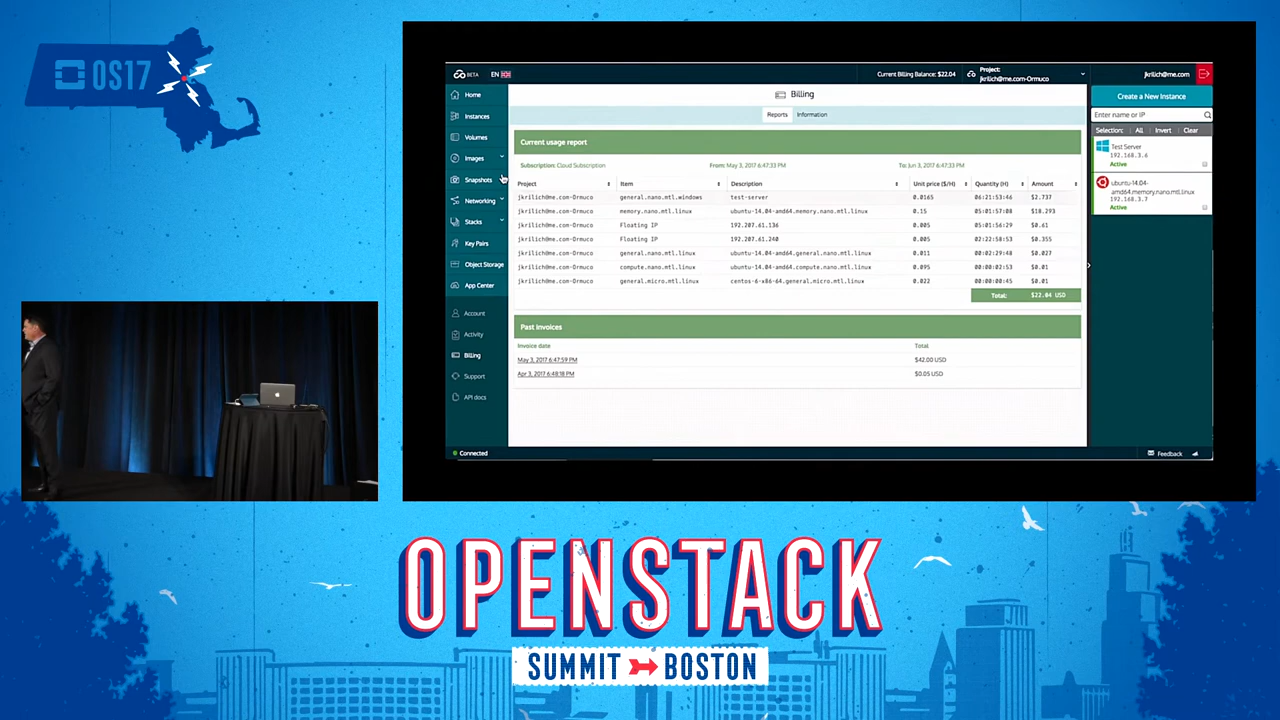 OS17
BETA EN Current Billing Balance: $22.04 Project: jkrilich@me.com-Ormuco jkrilich@me.com
Home
Instances
Volumes
Images
Snapshots
Networking
Stacks
Key Pairs
Object Storage
App Center
Account
Activity
Billing
Support
API docs
Connected
Billing
Reports Information
Current usage report
Subscription: Cloud Subscription From: May 3, 2017 6:47:33 PM To: Jun 3, 2017 6:47:33 PM
Project Item Description Unit price ($/H) Quantity (H) Amount
jkrilich@me.com-Ormuco general.nano.mtl.windows test-server 0.0165 06:21:53:46 $2.737
jkrilich@me.com-Ormuco memory.nano.mtl.linux ubuntu-14.04-amd64.memory.nano.mtl.linux 0.15 05:01:57:08 $18.293
jkrilich@me.com-Ormuco Floating IP 192.207.61.136 0.005 05:01:56:29 $0.61
jkrilich@me.com-Ormuco Floating IP 192.207.61.240 0.005 02:22:58:53 $0.355
jkrilich@me.com-Ormuco general.nano.mtl.linux ubuntu-14.04-amd64.general.nano.mtl.linux 0.011 00:02:29:48 $0.027
jkrilich@me.com-Ormuco compute.nano.mtl.linux ubuntu-14.04-amd64.compute.nano.mtl.linux 0.095 00:00:02:53 $0.01
jkrilich@me.com-Ormuco general.micro.mtl.linux centos-6-x86-64.general.micro.mtl.linux 0.022 00:00:00:45 $0.01
Total: $22.04 USD
Past invoices
Invoice date Total
May 3, 2017 6:47:59 PM $42.00 USD
Apr 3, 2017 6:48:18 PM $0.05 USD
Create a New Instance
Enter name or IP
Selection: All Invert Clear
Test Server
192.168.3.6
Active
ubuntu-14.04-
amd64.memory.nano.mtl.linux
192.168.3.7
Active
Feedback
OPENSTACK
SUMMIT BOSTON